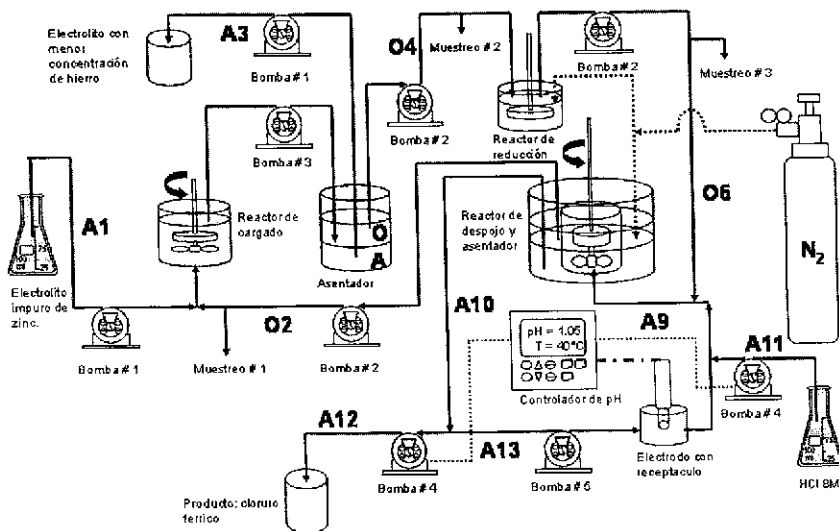 Electrolito con
menor
concentración
de hierro
A3
Bomba # 1
O4
Muestreo # 2
Bomba # 2
Bomba # 2
Muestreo # 3
Bomba # 3
Reactor de
reducción
A1
Reactor de
cargado
O
A
Asentador
Reactor de
despojo y
asentador
O6
N2
Electrolito
impuro de
zinc.
O2
A10
A9
A11
pH = 1.05
T = 40°C
Controlador de pH
Bomba # 1
Muestreo # 1
Bomba # 2
Bomba # 4
A12
A13
Electrodo con
receptaculo
HCl 8M
Bomba # 4
Bomba # 5
Producto: cloruro
ferrico